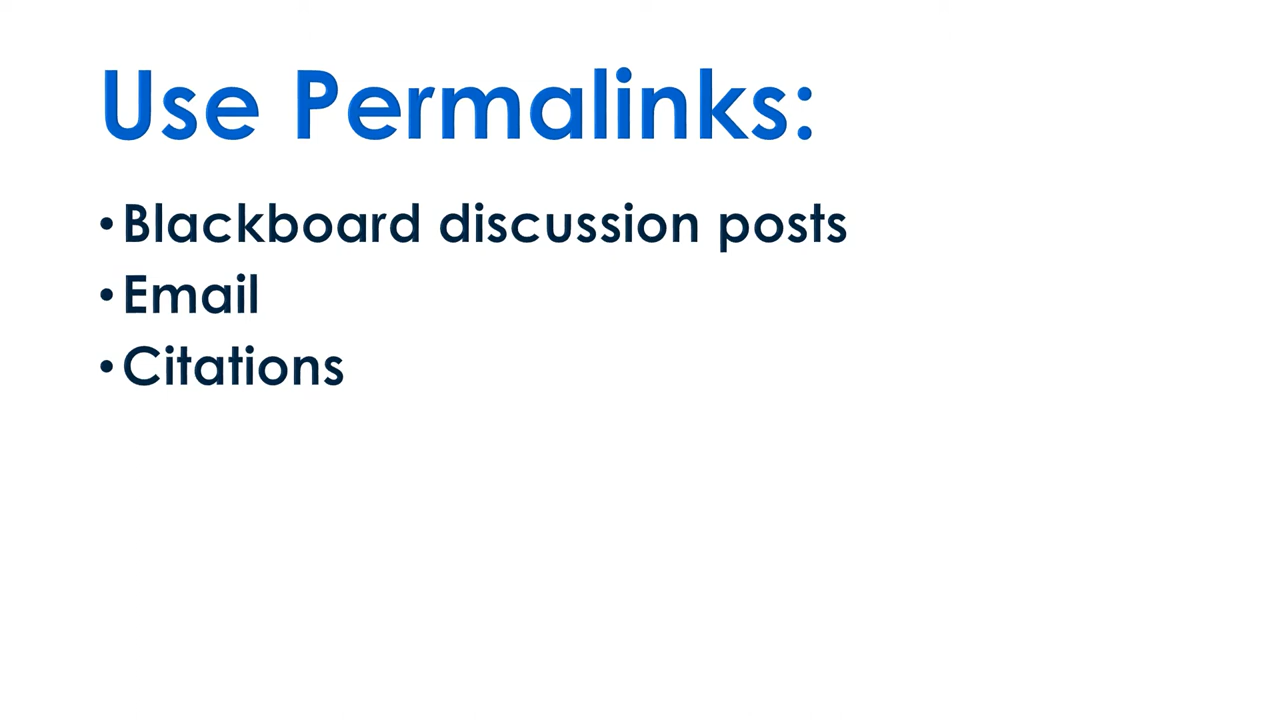 Use Permalinks:
• Blackboard discussion posts
• Email
• Citations